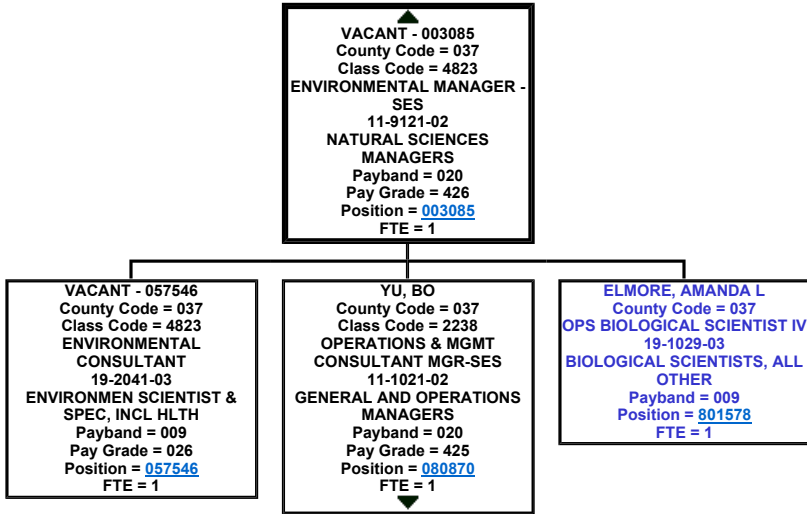 VACANT - 003085
County Code = 037
Class Code = 4823
ENVIRONMENTAL MANAGER -
SES
11-9121-02
NATURAL SCIENCES
MANAGERS
Payband = 020
Pay Grade = 426
Position = 003085
FTE = 1
VACANT - 057546
County Code = 037
Class Code = 4823
ENVIRONMENTAL
CONSULTANT
19-2041-03
ENVIRONMEN SCIENTIST &
SPEC, INCL HLTH
Payband = 009
Pay Grade = 026
Position = 057546
FTE = 1
YU, BO
County Code = 037
Class Code = 2238
OPERATIONS & MGMT
CONSULTANT MGR-SES
11-1021-02
GENERAL AND OPERATIONS
MANAGERS
Payband = 020
Pay Grade = 425
Position = 080870
FTE = 1
ELMORE, AMANDA L
County Code = 037
OPS BIOLOGICAL SCIENTIST IV
19-1029-03
BIOLOGICAL SCIENTISTS, ALL
OTHER
Payband = 009
Position = 801578
FTE = 1